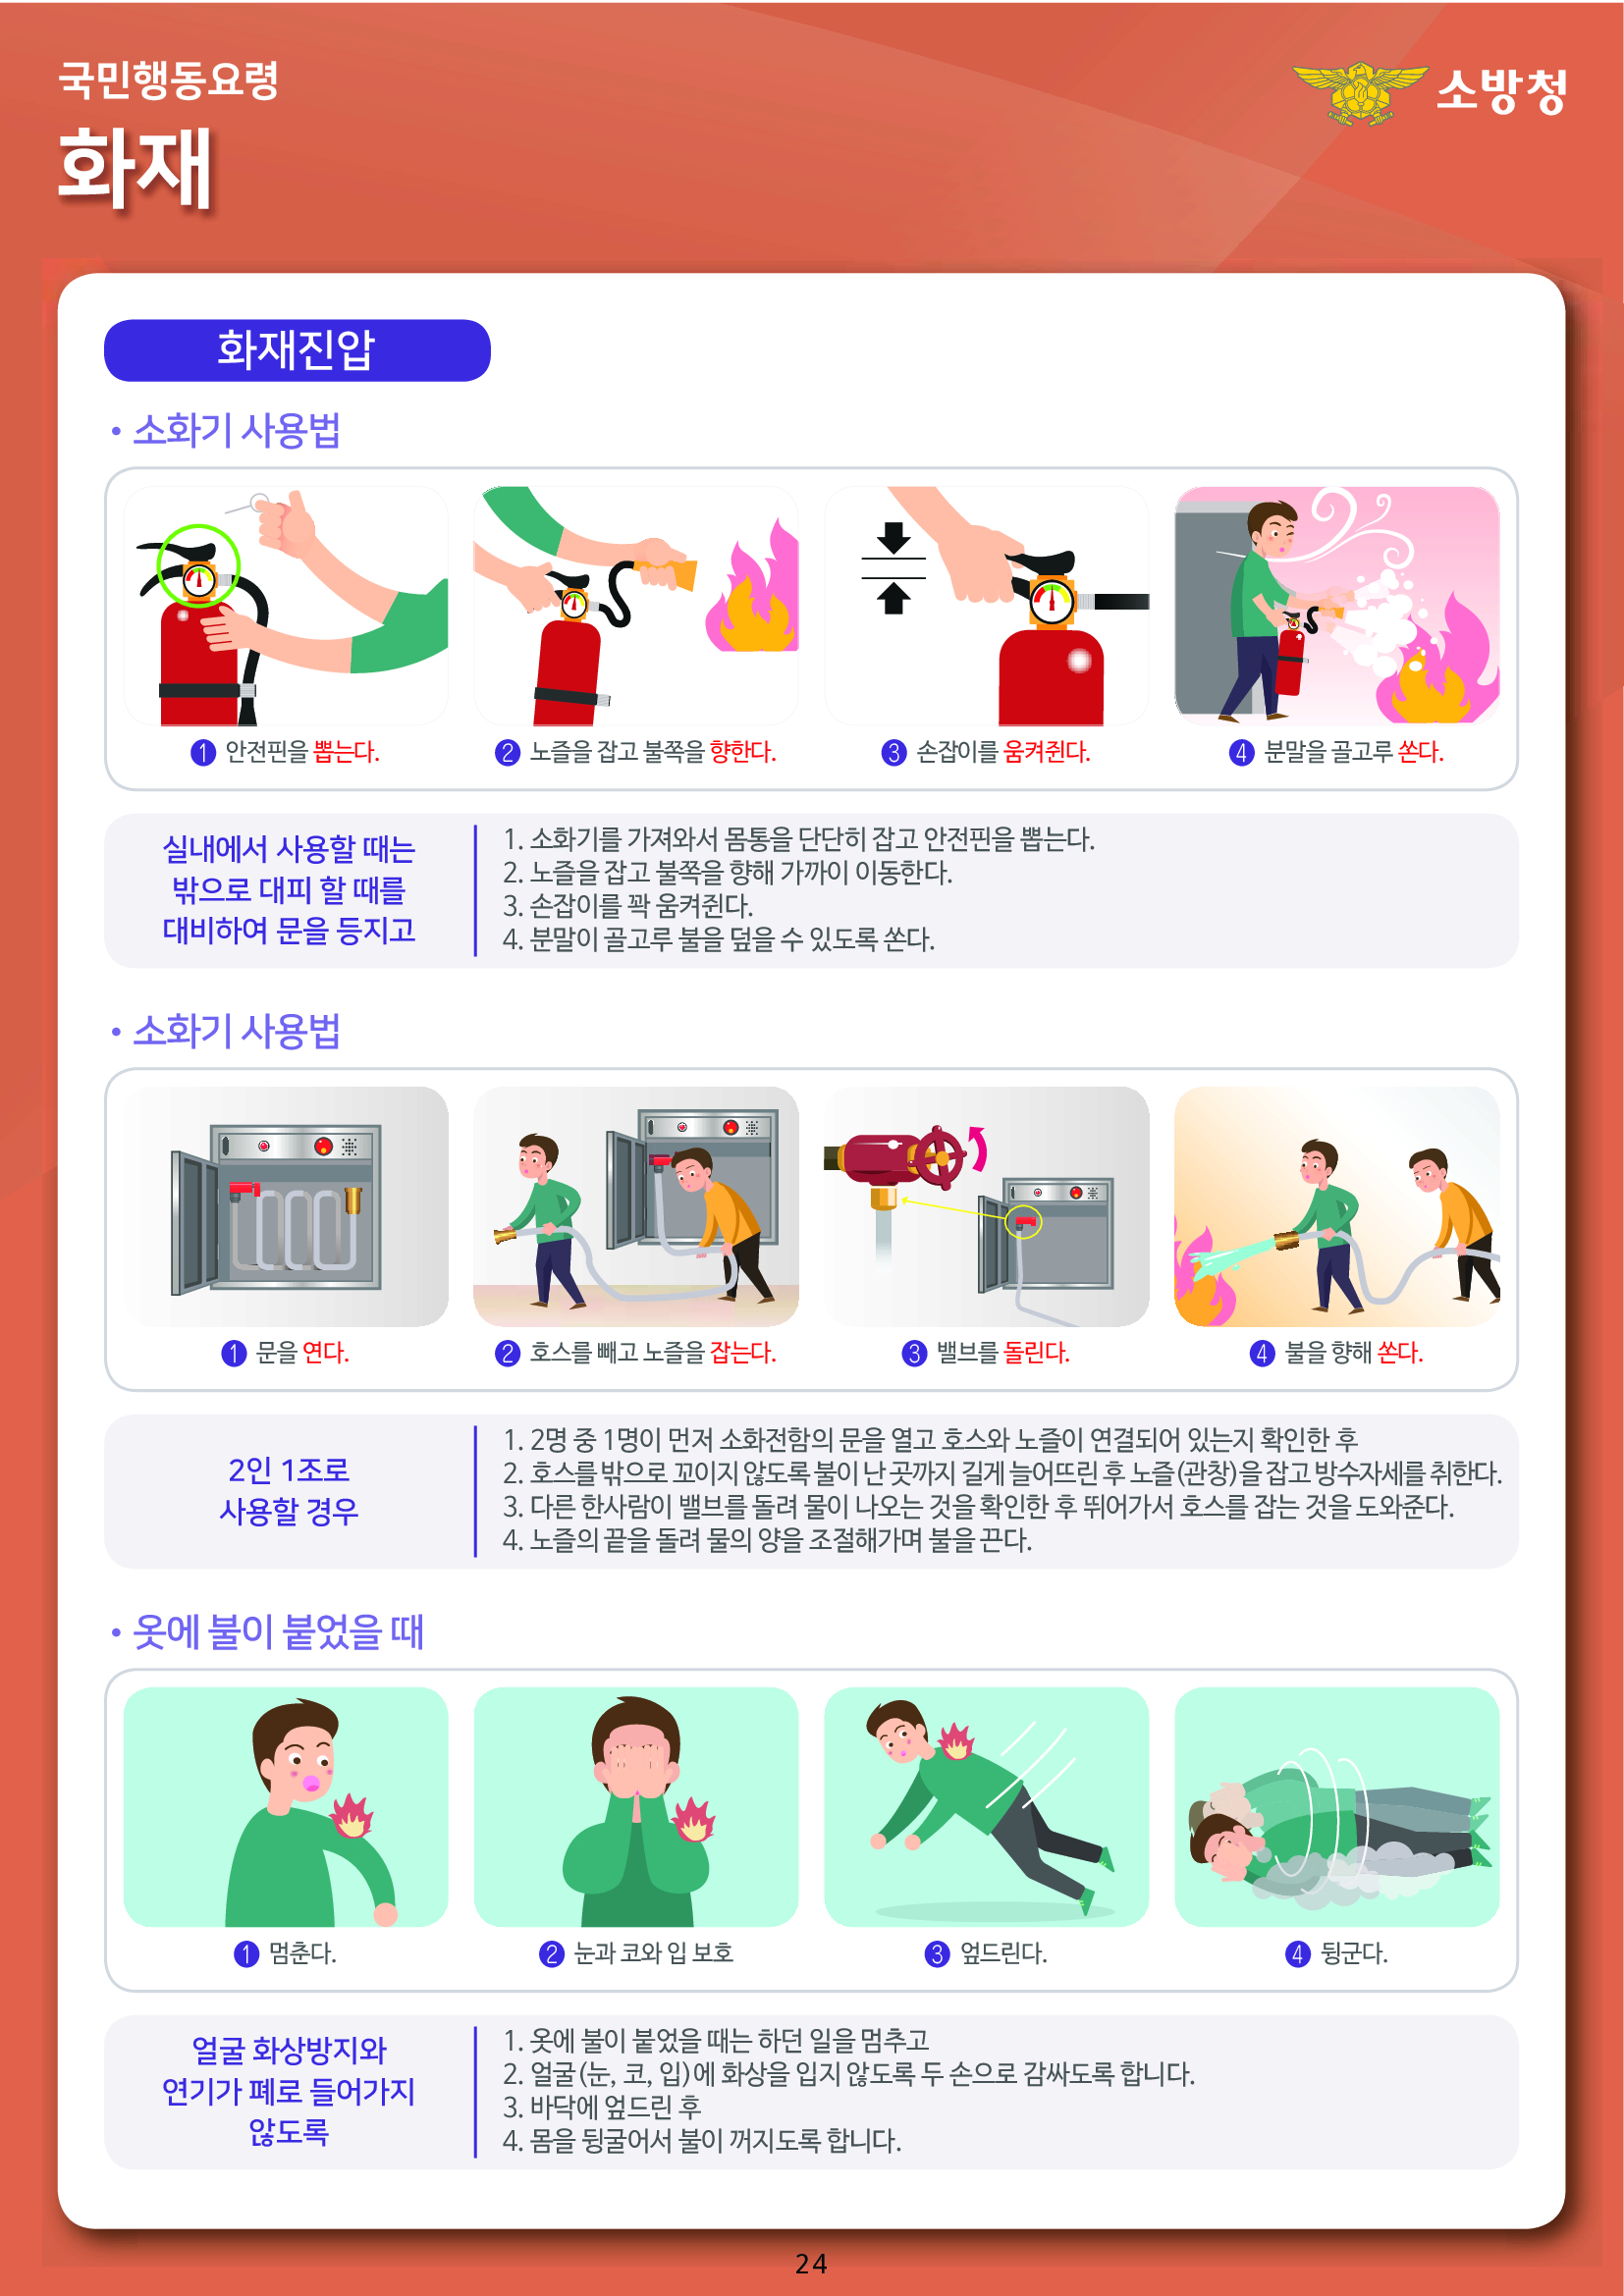 국민행동요령
화재
소방청
화재진압
• 소화기 사용법
1 안전핀을 뽑는다.
2 노즐을 잡고 불쪽을 향한다.
3 손잡이를 움켜쥔다.
4 분말을 골고루 쏜다.
실내에서 사용할 때는
밖으로 대피 할 때를
대비하여 문을 등지고
1. 소화기를 가져와서 몸통을 단단히 잡고 안전핀을 뽑는다.
2. 노즐을 잡고 불쪽을 향해 가까이 이동한다.
3. 손잡이를 꽉 움켜쥔다.
4. 분말이 골고루 불을 덮을 수 있도록 쏜다.
• 소화기 사용법
1 문을 연다.
2 호스를 빼고 노즐을 잡는다.
3 밸브를 돌린다.
4 불을 향해 쏜다.
2인 1조로
사용할 경우
1. 2명 중 1명이 먼저 소화전함의 문을 열고 호스와 노즐이 연결되어 있는지 확인한 후
2. 호스를 밖으로 꼬이지 않도록 불이 난 곳까지 길게 늘어뜨린 후 노즐(관창)을 잡고 방수자세를 취한다.
3. 다른 한사람이 밸브를 돌려 물이 나오는 것을 확인한 후 뛰어가서 호스를 잡는 것을 도와준다.
4. 노즐의 끝을 돌려 물의 양을 조절해가며 불을 끈다.
• 옷에 불이 붙었을 때
1 멈춘다.
2 눈과 코와 입 보호
3 엎드린다.
4 뒹군다.
얼굴 화상방지와
연기가 폐로 들어가지
않도록
1. 옷에 불이 붙었을 때는 하던 일을 멈추고
2. 얼굴(눈, 코, 입)에 화상을 입지 않도록 두 손으로 감싸도록 합니다.
3. 바닥에 엎드린 후
4. 몸을 뒹굴어서 불이 꺼지도록 합니다.
24